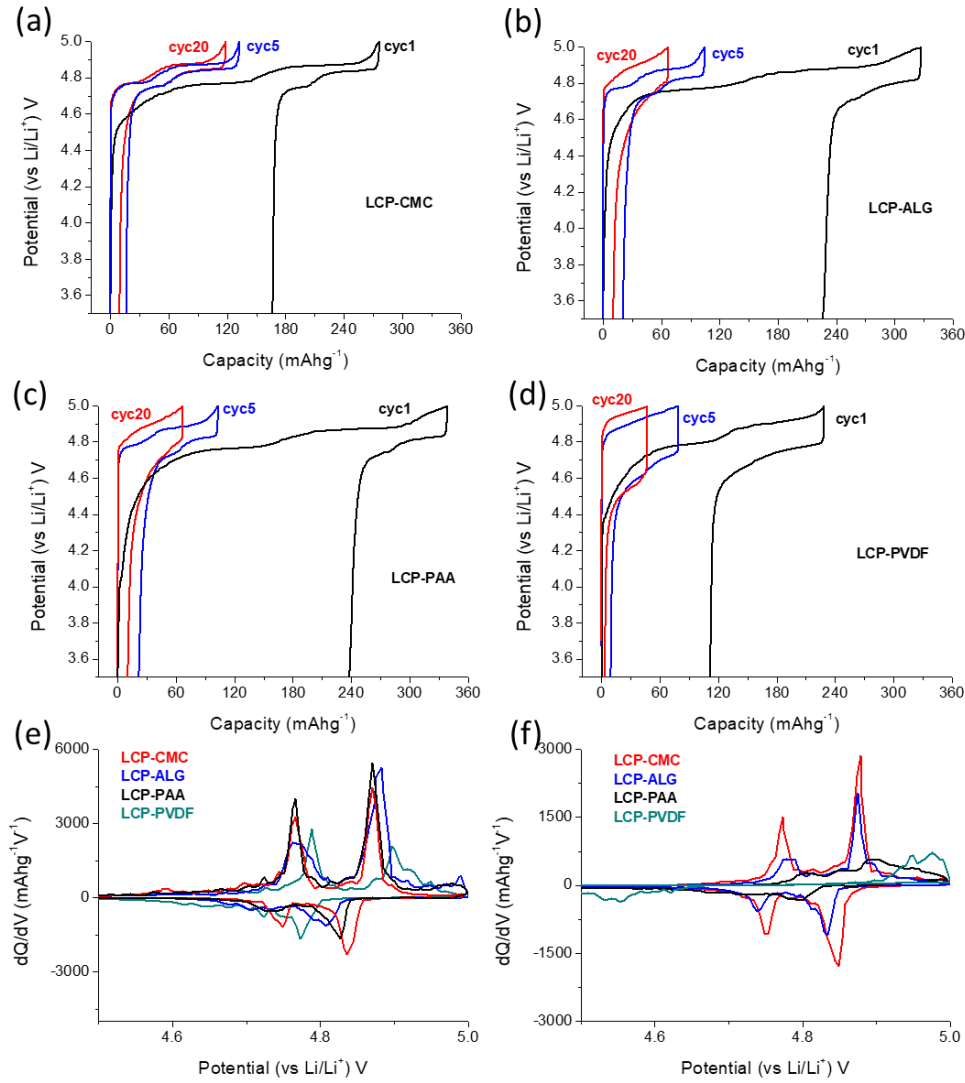 (a)
5.0
4.8
4.6
4.4
4.2
4.0
3.8
3.6
Potential (vs Li/Li⁺) V
cyc20
cyc5
cyc1
LCP-CMC
0 60 120 180 240 300 360
Capacity (mAhg⁻¹)
(b)
5.0
4.8
4.6
4.4
4.2
4.0
3.8
3.6
Potential (vs Li/Li⁺) V
cyc20
cyc5
cyc1
LCP-ALG
0 60 120 180 240 300 360
Capacity (mAhg⁻¹)
(c)
5.0
4.8
4.6
4.4
4.2
4.0
3.8
3.6
Potential (vs Li/Li⁺) V
cyc20
cyc5
cyc1
LCP-PAA
0 60 120 180 240 300 360
Capacity (mAhg⁻¹)
(d)
5.0
4.8
4.6
4.4
4.2
4.0
3.8
3.6
Potential (vs Li/Li⁺) V
cyc20
cyc5
cyc1
LCP-PVDF
0 60 120 180 240 300 360
Capacity (mAhg⁻¹)
(e)
6000
3000
0
-3000
dQ/dV (mAhg⁻¹V⁻¹)
LCP-CMC
LCP-ALG
LCP-PAA
LCP-PVDF
4.6 4.8 5.0
Potential (vs Li/Li⁺) V
(f)
3000
1500
0
-1500
-3000
dQ/dV (mAhg⁻¹V⁻¹)
LCP-CMC
LCP-ALG
LCP-PAA
LCP-PVDF
4.6 4.8 5.0
Potential (vs Li/Li⁺) V